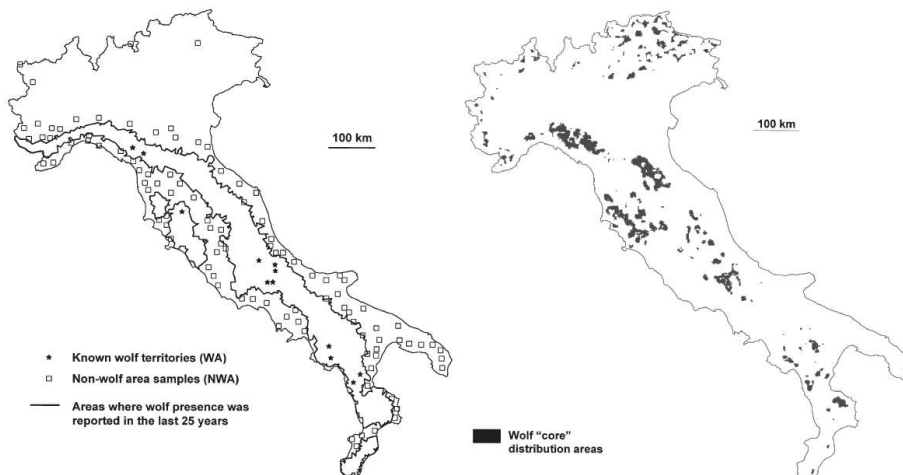 100 km
100 km
Known wolf territories (WA)
Non-wolf area samples (NWA)
Areas where wolf presence was
reported in the last 25 years
Wolf “core”
distribution areas